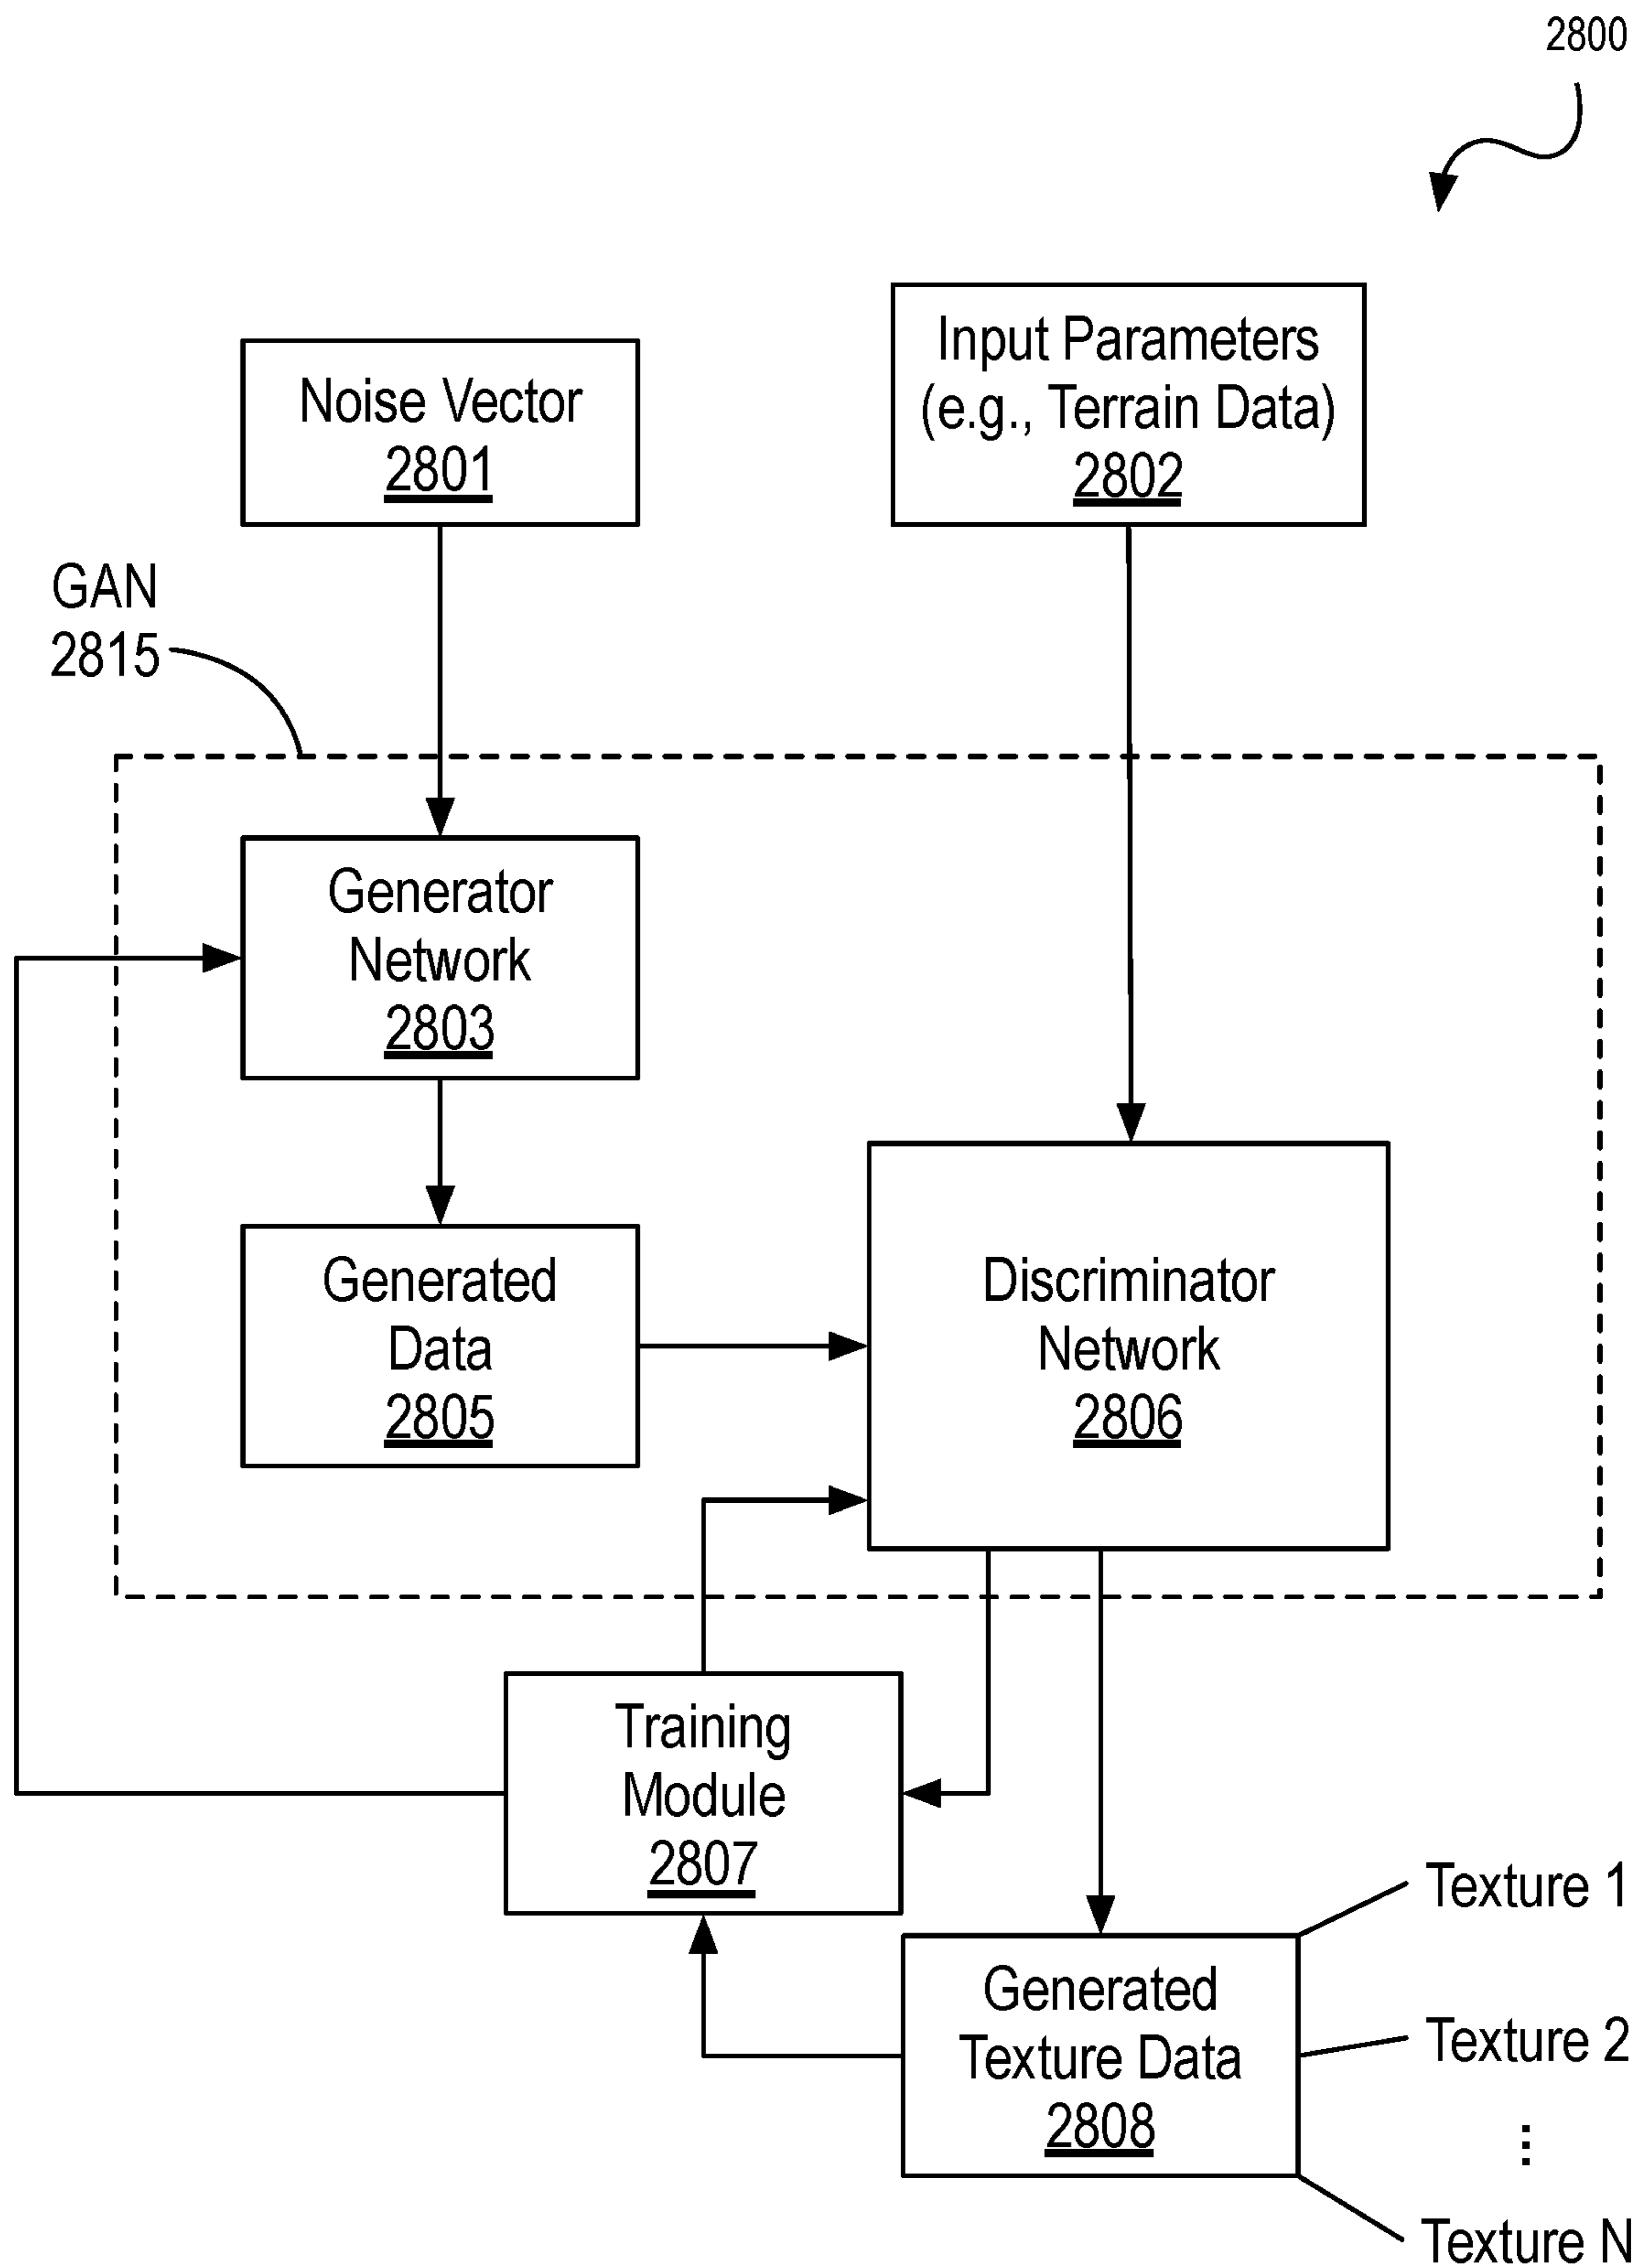 2800
Noise Vector
2801
Input Parameters
(e.g., Terrain Data)
2802
GAN
2815
Generator
Network
2803
Generated
Data
2805
Discriminator
Network
2806
Training
Module
2807
Generated
Texture Data
2808
Texture 1
Texture 2
⋮
Texture N